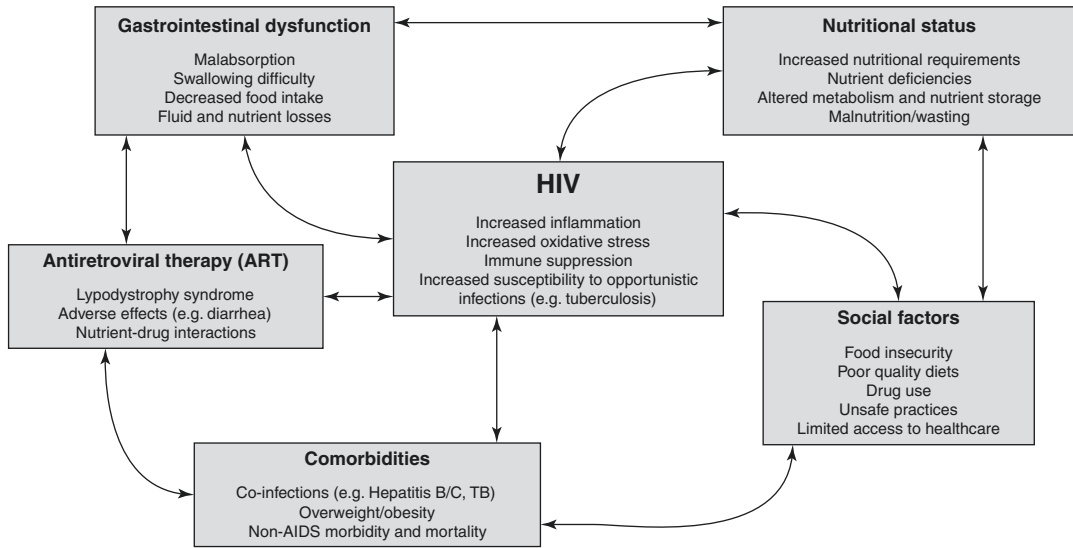 Gastrointestinal dysfunction
Malabsorption
Swallowing difficulty
Decreased food intake
Fluid and nutrient losses
Nutritional status
Increased nutritional requirements
Nutrient deficiencies
Altered metabolism and nutrient storage
Malnutrition/wasting
HIV
Increased inflammation
Increased oxidative stress
Immune suppression
Increased susceptibility to opportunistic
infections (e.g. tuberculosis)
Antiretroviral therapy (ART)
Lypodystrophy syndrome
Adverse effects (e.g. diarrhea)
Nutrient-drug interactions
Social factors
Food insecurity
Poor quality diets
Drug use
Unsafe practices
Limited access to healthcare
Comorbidities
Co-infections (e.g. Hepatitis B/C, TB)
Overweight/obesity
Non-AIDS morbidity and mortality